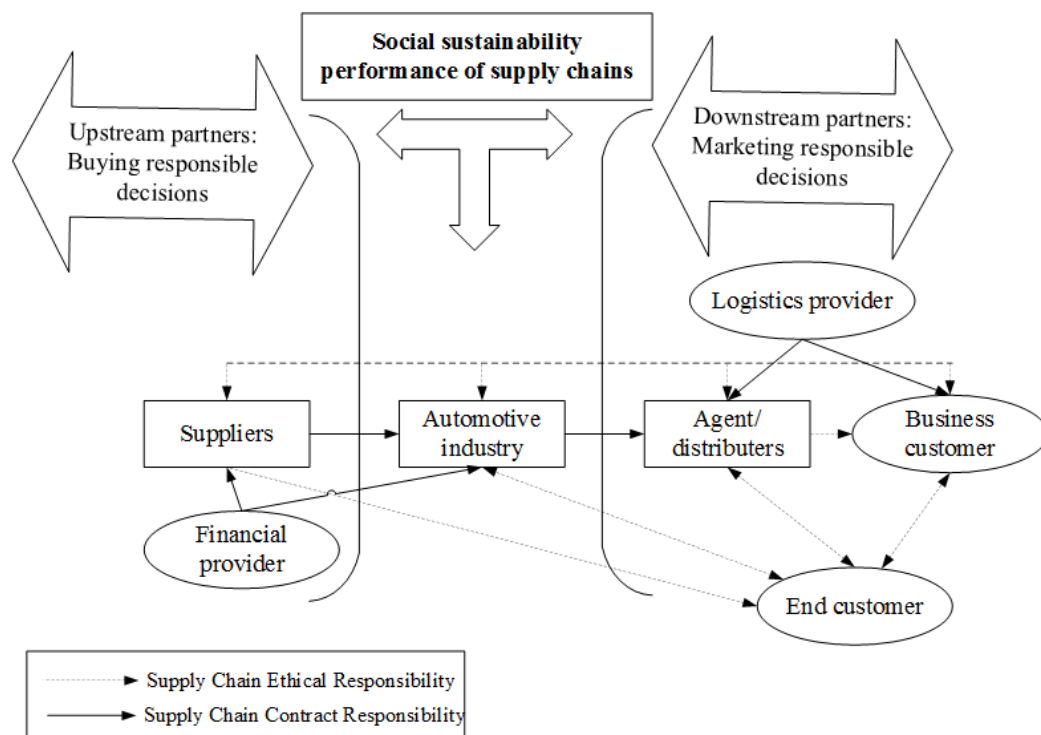 Social sustainability
performance of supply chains
Upstream partners:
Buying responsible
decisions
Downstream partners:
Marketing responsible
decisions
Logistics provider
Suppliers
Automotive
industry
Agent/
distributers
Business
customer
Financial
provider
End customer
Supply Chain Ethical Responsibility
Supply Chain Contract Responsibility